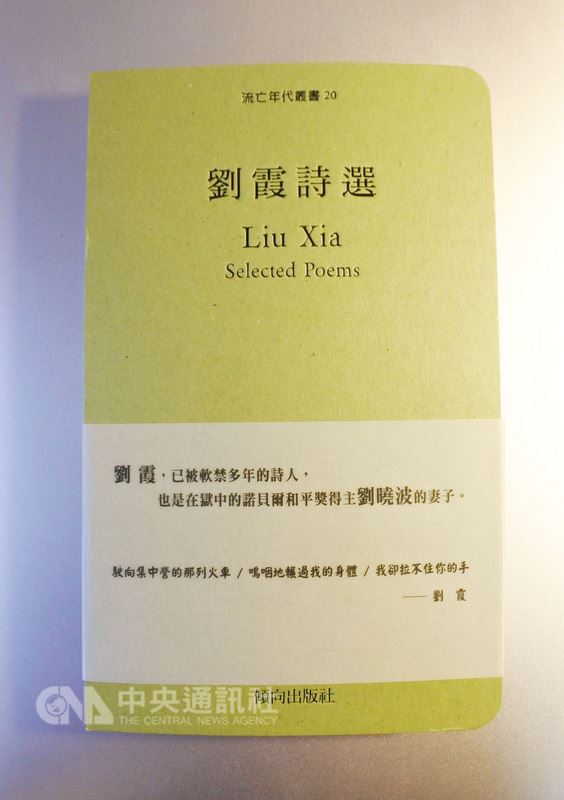 流亡年代叢書 20
劉霞詩選
Liu Xia
Selected Poems
劉霞，已被軟禁多年的詩人，
也是在獄中的諾貝爾和平獎得主劉曉波的妻子。
駛向集中營的那列火車 / 嗚咽地輾過我的身體 / 我卻拉不住你的手
——劉 霞
傾向出版社
CNA 中央通訊社
THE CENTRAL NEWS AGENCY